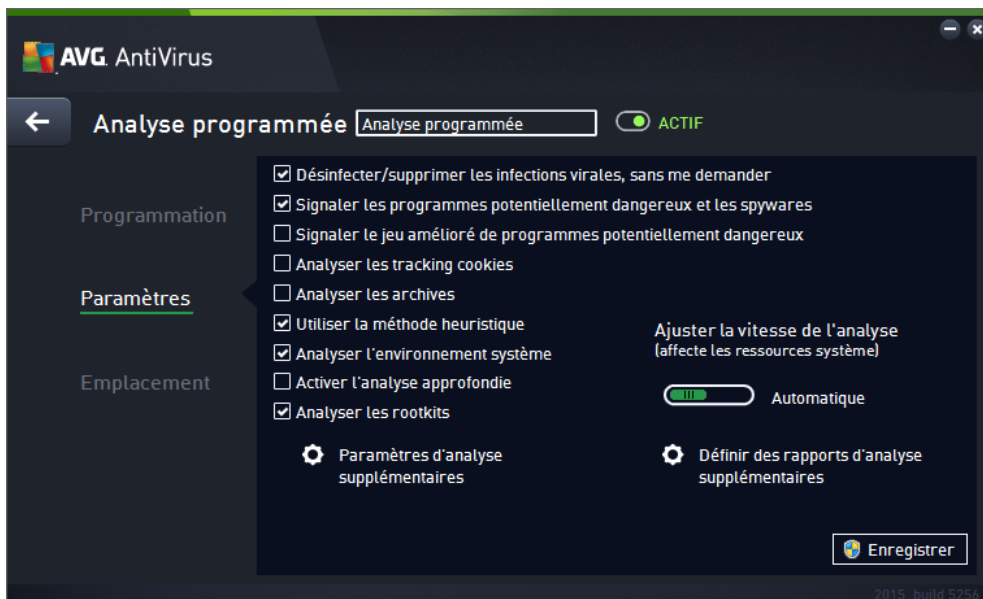 AVG. AntiVirus
Analyse programmée
Analyse programmée
ACTIF
Programmation
Paramètres
Emplacement
Désinfecter/supprimer les infections virales, sans me demander
Signaler les programmes potentiellement dangereux et les spywares
Signaler le jeu amélioré de programmes potentiellement dangereux
Analyser les tracking cookies
Analyser les archives
Utiliser la méthode heuristique
Analyser l'environnement système
Activer l'analyse approfondie
Analyser les rootkits
Ajuster la vitesse de l'analyse
(affecte les ressources système)
Automatique
Paramètres d'analyse
supplémentaires
Définir des rapports d'analyse
supplémentaires
Enregistrer
2015, build 5256